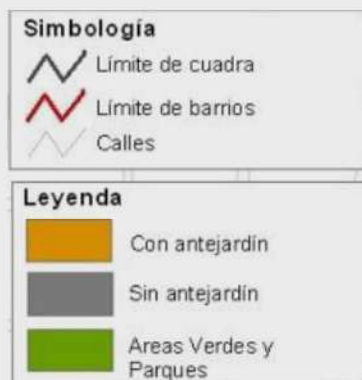 Simbología
Límite de cuadra
Límite de barrios
Calles
Leyenda
Con antejardín
Sin antejardín
Areas Verdes y
Parques